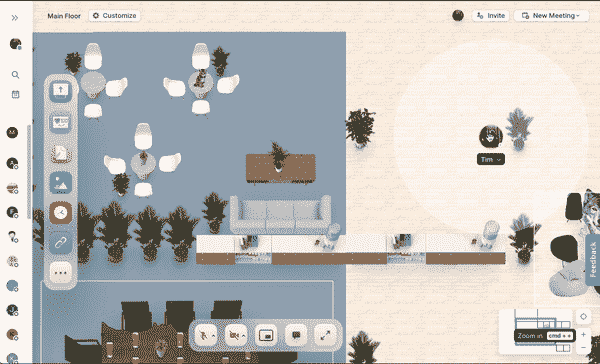 Main Floor
Customize
Invite
New Meeting
Tim
Feedback
Zoom in
cmd +